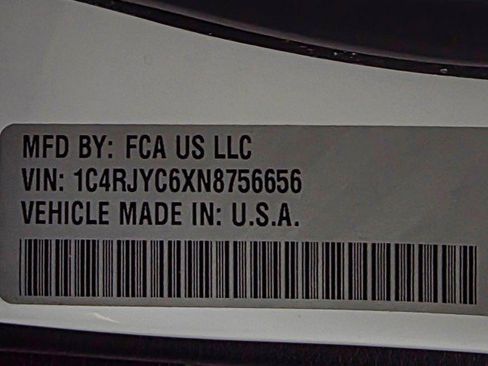 MFD BY: FCA US LLC
VIN: 1C4RJYC6XN8756656
VEHICLE MADE IN: U.S.A.